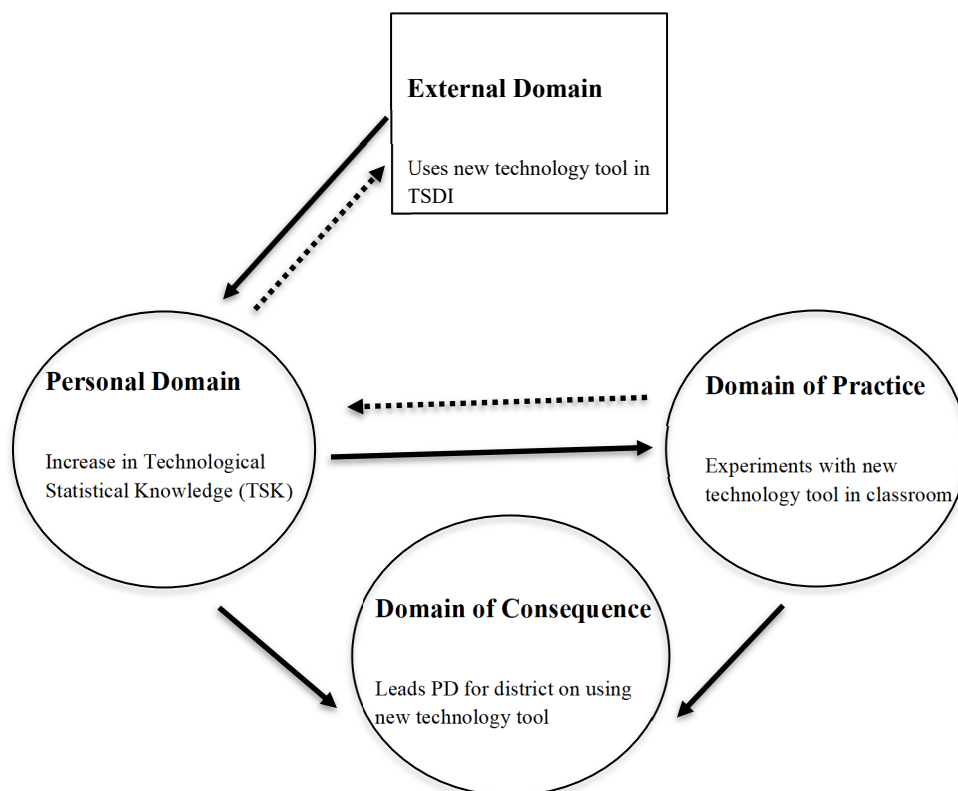 External Domain
Uses new technology tool in
TSDI
Personal Domain
Increase in Technological
Statistical Knowledge (TSK)
Domain of Practice
Experiments with new
technology tool in classroom
Domain of Consequence
Leads PD for district on using
new technology tool